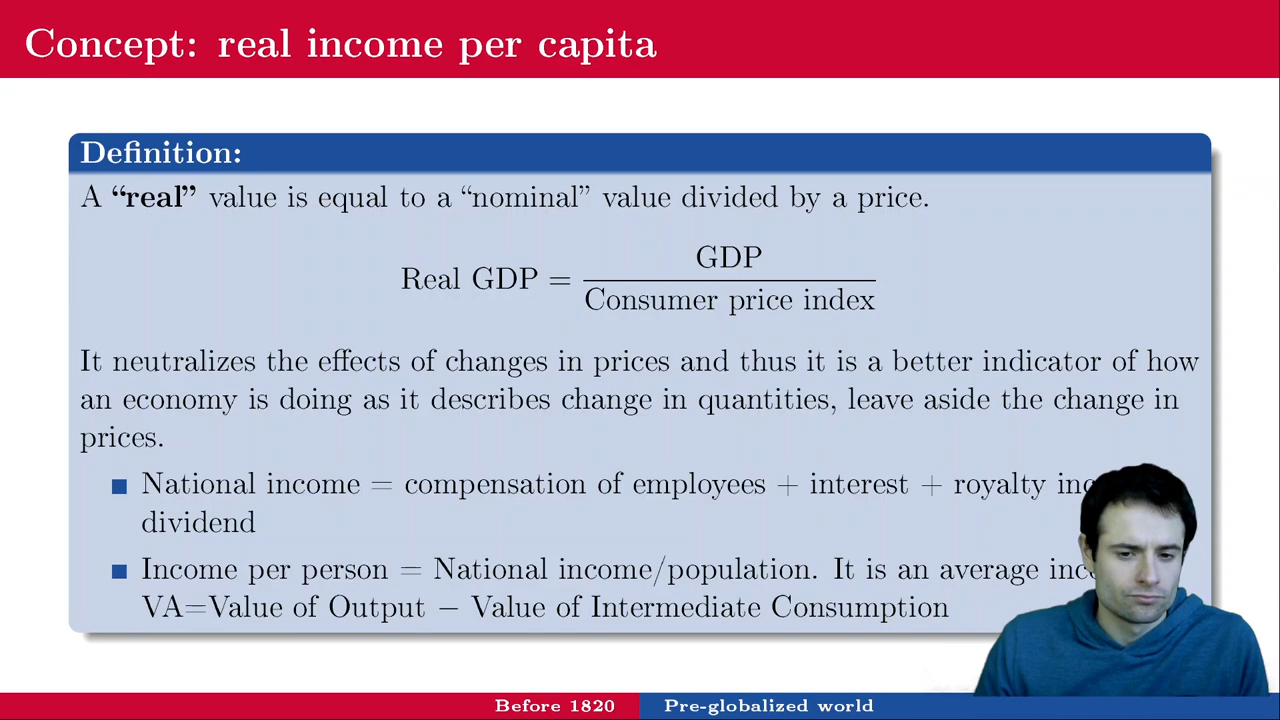 Concept: real income per capita
Definition:
A “real” value is equal to a “nominal” value divided by a price.
Real GDP = GDP
Consumer price index
It neutralizes the effects of changes in prices and thus it is a better indicator of how
an economy is doing as it describes change in quantities, leave aside the change in
prices.
National income = compensation of employees + interest + royalty
dividend
Income per person = National income/population. It is an average
VA=Value of Output − Value of Intermediate Consumption
Before 1820
Pre-globalized world